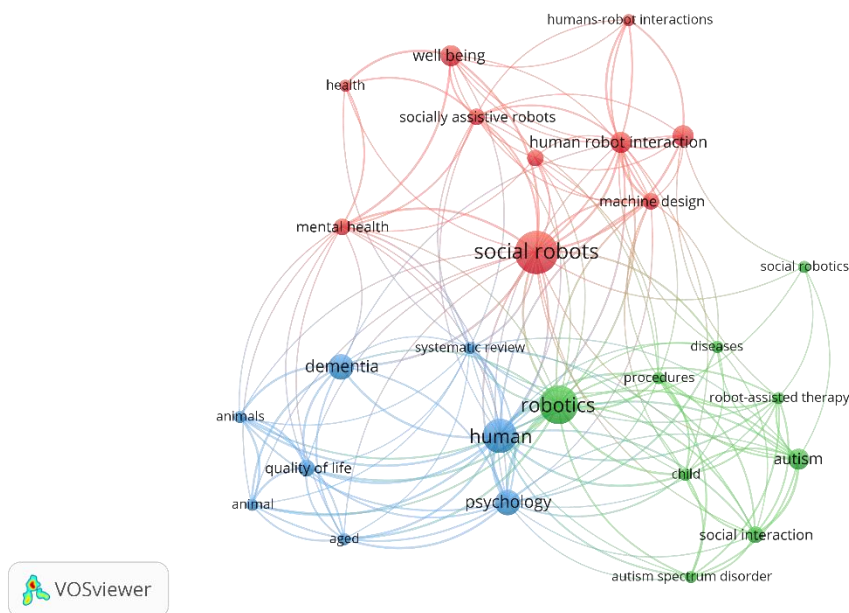 humans-robot interactions
well being
health
socially assistive robots
human robot interaction
machine design
mental health
social robots
social robotics
systematic review
diseases
dementia
procedures
robot-assisted therapy
robotics
animals
human
autism
quality of life
child
animal
psychology
social interaction
aged
autism spectrum disorder
VOSviewer